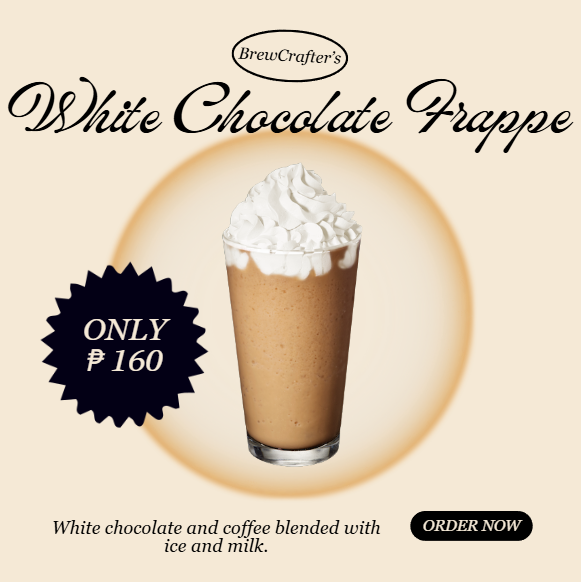 BrewCrafter's
White Chocolate Frappe
ONLY
₱ 160
White chocolate and coffee blended with
ice and milk.
ORDER NOW